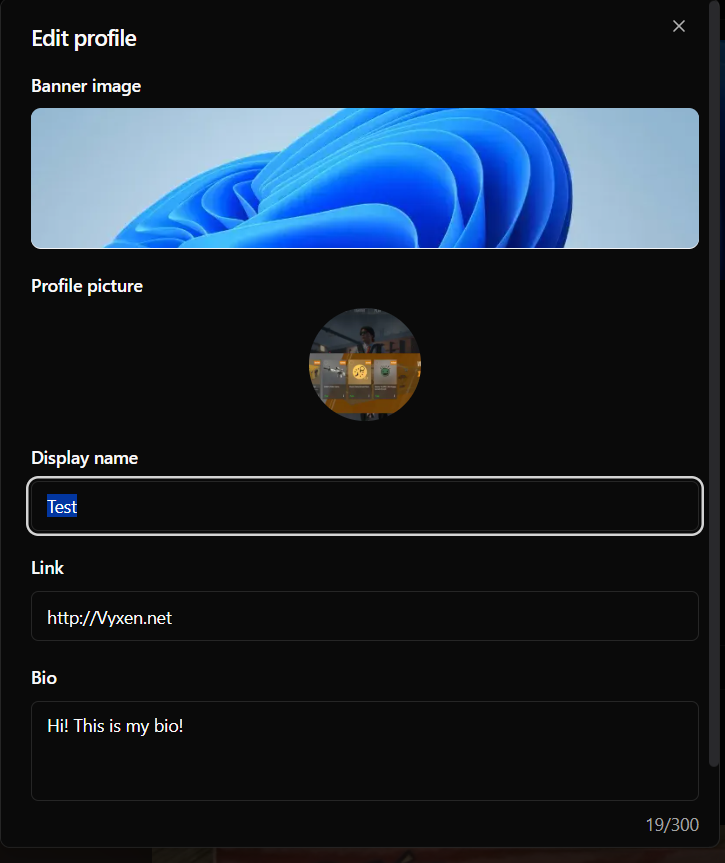 Edit profile
Banner image
Profile picture
Display name
Test
Link
http://Vyxen.net
Bio
Hi! This is my bio!
19/300